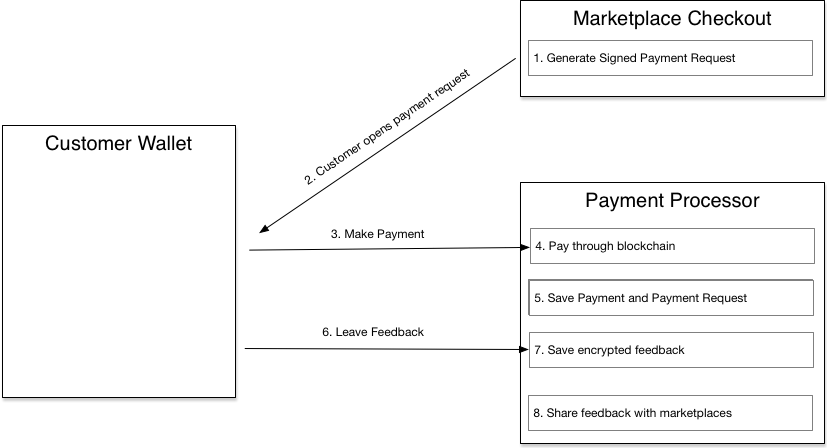 Marketplace Checkout
1. Generate Signed Payment Request
2. Customer opens payment request
Customer Wallet
3. Make Payment
Payment Processor
4. Pay through blockchain
5. Save Payment and Payment Request
6. Leave Feedback
7. Save encrypted feedback
8. Share feedback with marketplaces